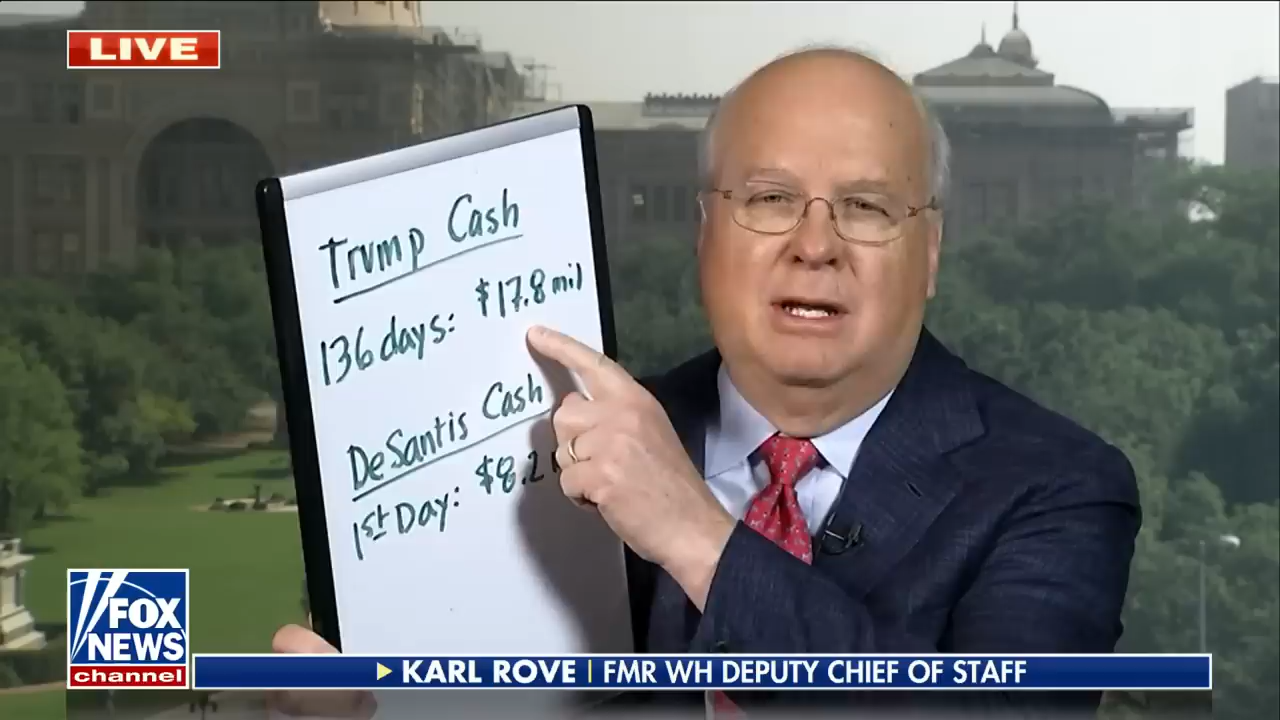 LIVE
Trump Cash
136 days: $17.8 mil
DeSantis Cash
1st Day: $8.2
FOX
NEWS
channel
KARL ROVE | FMR WH DEPUTY CHIEF OF STAFF